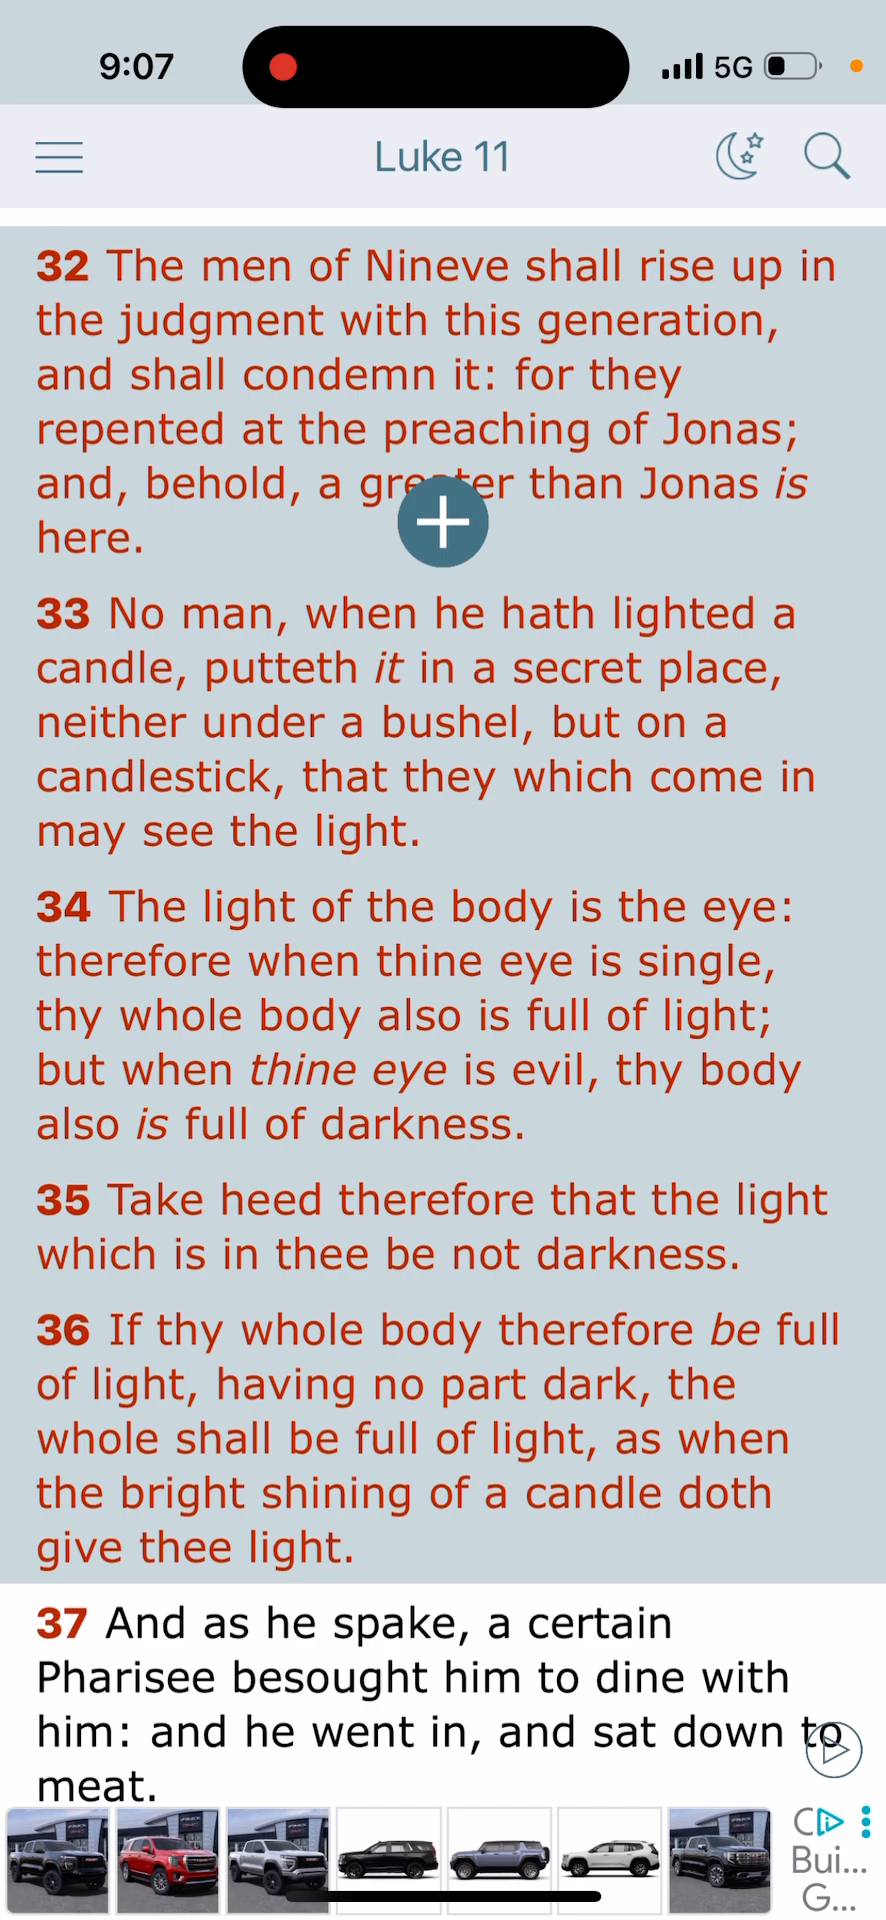 9:07
5G
Luke 11
32 The men of Nineve shall rise up in
the judgment with this generation,
and shall condemn it: for they
repented at the preaching of Jonas;
and, behold, a greater than Jonas is
here.
33 No man, when he hath lighted a
candle, putteth it in a secret place,
neither under a bushel, but on a
candlestick, that they which come in
may see the light.
34 The light of the body is the eye:
therefore when thine eye is single,
thy whole body also is full of light;
but when thine eye is evil, thy body
also is full of darkness.
35 Take heed therefore that the light
which is in thee be not darkness.
36 If thy whole body therefore be full
of light, having no part dark, the
whole shall be full of light, as when
the bright shining of a candle doth
give thee light.
37 And as he spake, a certain
Pharisee besought him to dine with
him: and he went in, and sat down to
meat.
Bui...
G...